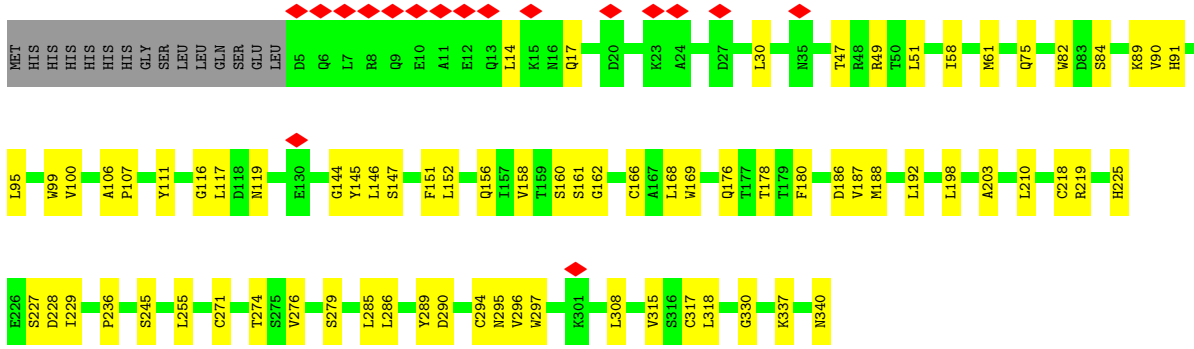 MET HIS HIS HIS HIS HIS HIS GLY SER LEU LEU GLN SER GLU LEU D5 Q6 L7 R8 Q9 E10 A11 E12 Q13 L14 K15 N16 Q17 D20 K23 A24 D27 L30 N35 T47 R48 R49 T50 L51 I58 M61 Q75 W82 D83 S84 K89 V90 H91
L95 W99 V100 A106 P107 Y111 G116 L117 D118 N119 E130 G144 Y145 L146 S147 F151 L152 Q156 I157 V158 T159 S160 S161 G162 C166 A167 L168 W169 Q176 T177 T178 T179 F180 D186 V187 M188 L192 L198 A203 L210 C218 R219 H225
E226 S227 D228 I229 P236 S245 L255 C271 T274 S275 V276 S279 L285 L286 Y289 D290 C294 N295 V296 W297 K301 L308 V315 S316 C317 L318 G330 K337 N340